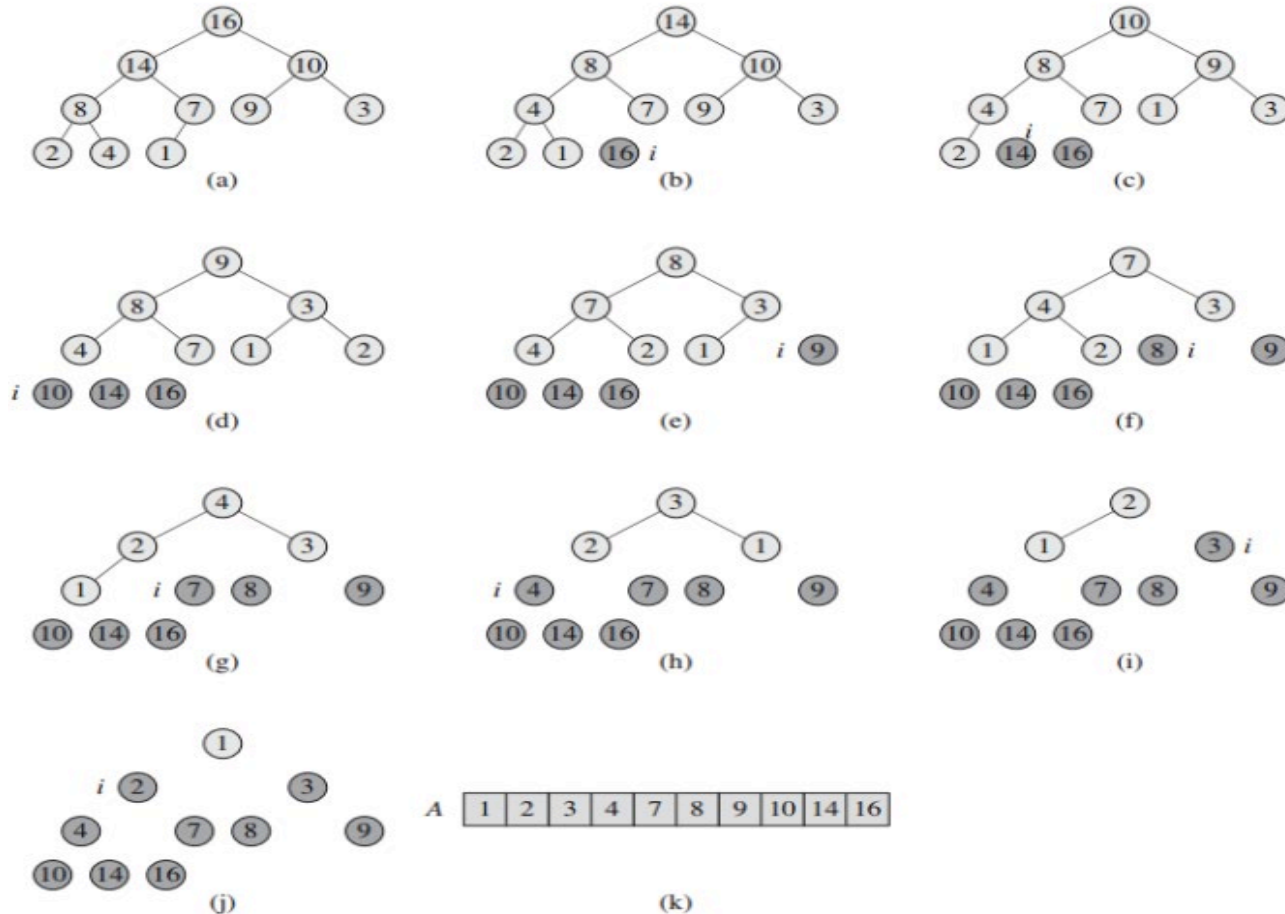 16 14 10
14 10 8 10 8 9
8 7 9 3 4 7 9 3 4 7 1 3
2 4 1 2 1 16 i 2 i 14 16
(a) (b) (c)
9 8 7
8 3 7 3 4 3
4 7 1 2 4 2 1 i 9 1 2 8 i 9
i 10 14 16 10 14 16 10 14 16
(d) (e) (f)
4 3 2
2 3 2 1 1 3 i
1 i 7 8 9 i 4 7 8 9 4 7 8 9
10 14 16 10 14 16 10 14 16
(g) (h) (i)
1
i 2 3 A 1 2 3 4 7 8 9 10 14 16
4 7 8 9
10 14 16
(j) (k)